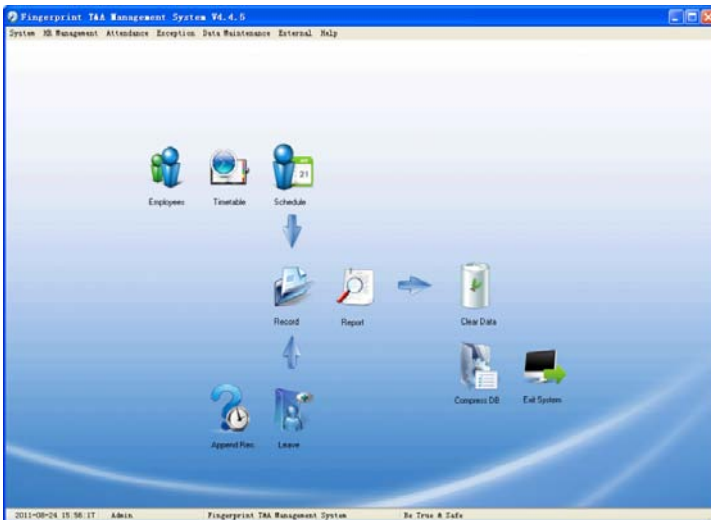 Fingerprint T&A Management System V4.4.5
System HR Management Attendance Exception Data Maintenance External Help
Employees Timetable Schedule
21
Record Report Clear Data
Compress DB Exit System
Append Rec. Leave
2011-08-24 15:56:17 Admin Fingerprint T&A Management System Be True & Safe